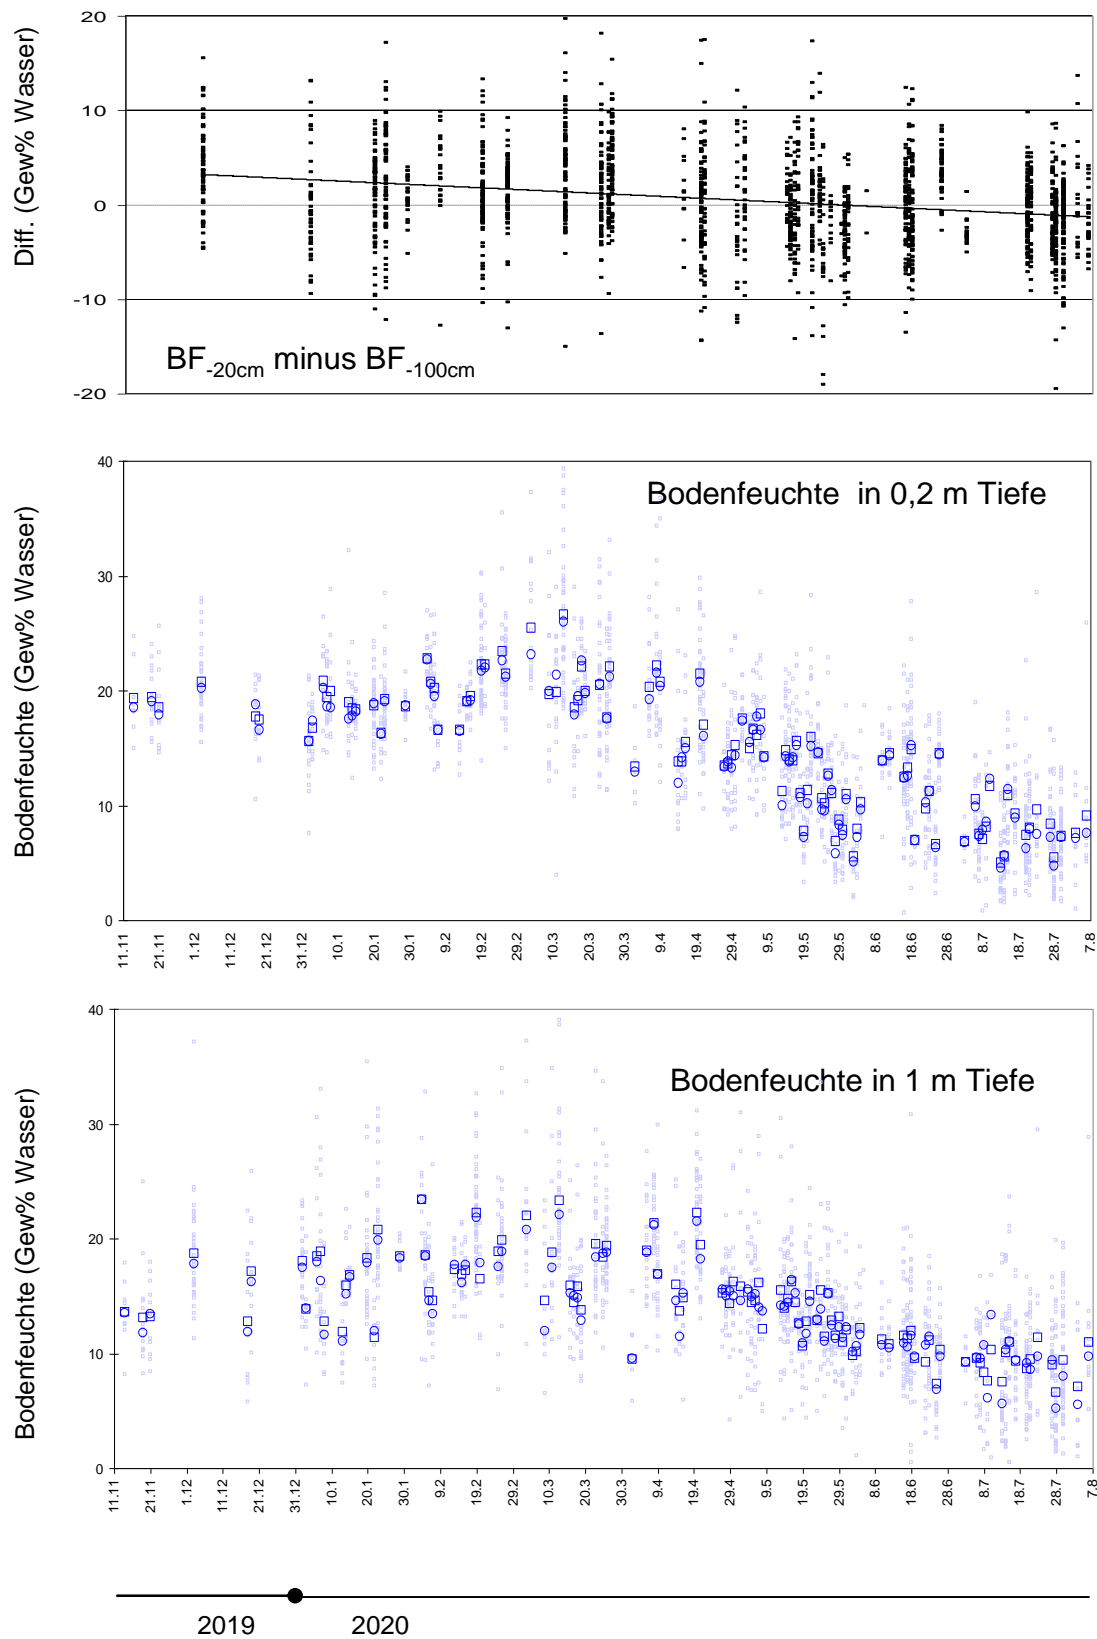 Diff. (Gew% Wasser)
20
10
0
-10
-20
BF-20cm minus BF-100cm
Bodenfeuchte (Gew% Wasser)
40
30
20
10
0
Bodenfeuchte in 0,2 m Tiefe
11.11 21.11 1.12 11.12 21.12 31.12 10.1 20.1 30.1 9.2 19.2 29.2 10.3 20.3 30.3 9.4 19.4 29.4 9.5 19.5 29.5 8.6 18.6 28.6 8.7 18.7 28.7 7.8
Bodenfeuchte (Gew% Wasser)
40
30
20
10
0
Bodenfeuchte in 1 m Tiefe
11.11 21.11 1.12 11.12 21.12 31.12 10.1 20.1 30.1 9.2 19.2 29.2 10.3 20.3 30.3 9.4 19.4 29.4 9.5 19.5 29.5 8.6 18.6 28.6 8.7 18.7 28.7 7.8
2019 2020